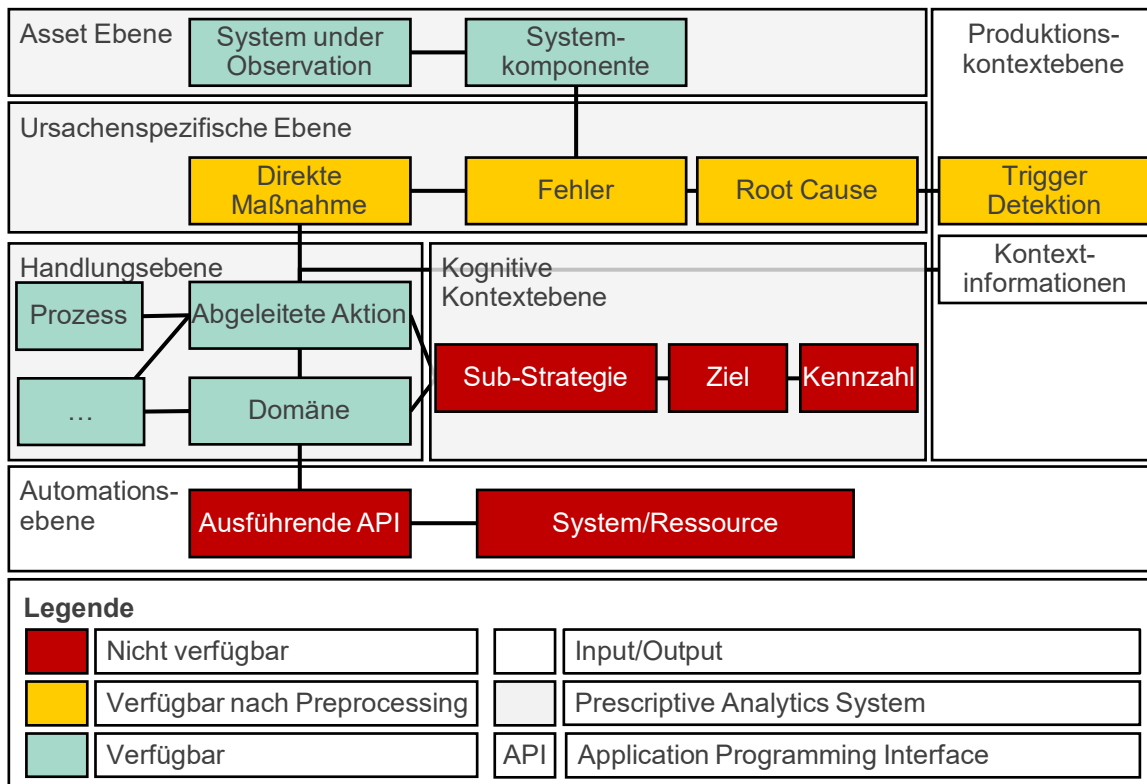 Asset Ebene
System under
Observation
System-
komponente
Produktions-
kontextebene
Ursachenspezifische Ebene
Direkte
Maßnahme
Fehler
Root Cause
Trigger
Detektion
Handlungsebene
Kognitive
Kontextebene
Kontext-
informationen
Prozess
Abgeleitete Aktion
Sub-Strategie
Ziel
Kennzahl
…
Domäne
Automations-
ebene
Ausführende API
System/Ressource
Legende
Nicht verfügbar
Input/Output
Verfügbar nach Preprocessing
Prescriptive Analytics System
Verfügbar
API
Application Programming Interface